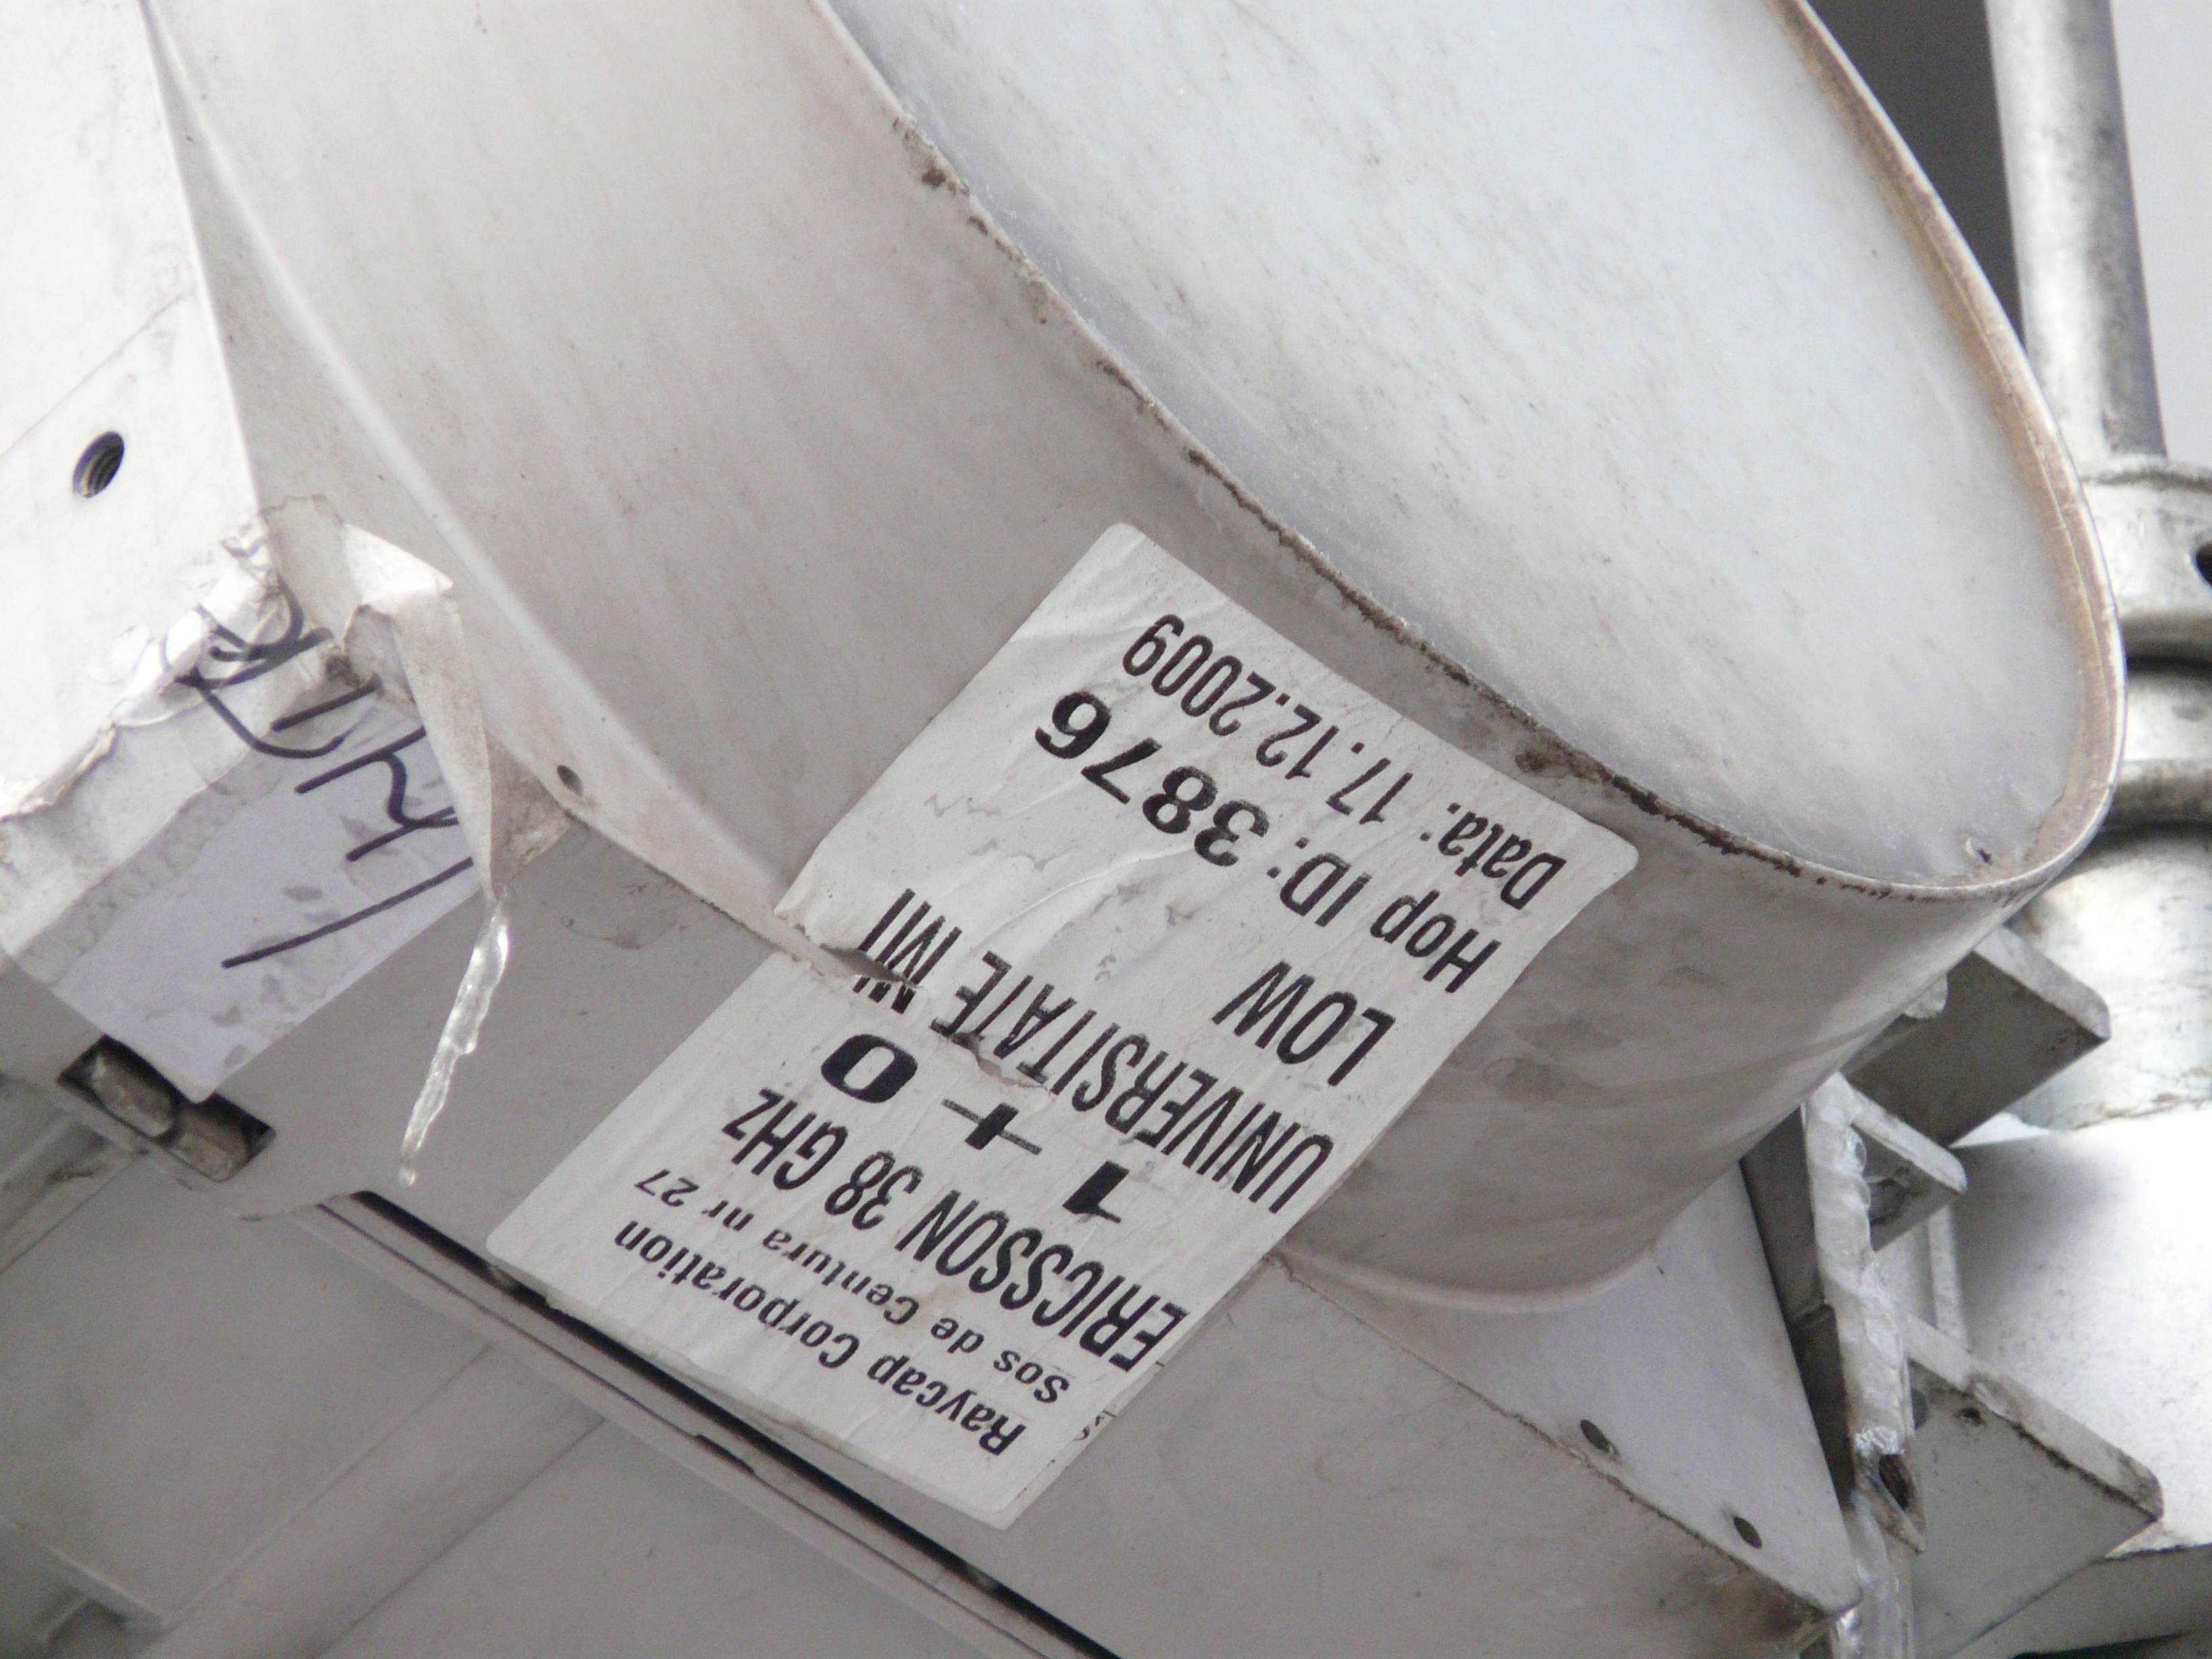 Raycap Corporation
Sos de Centura nr 27
ERICSSON 38 GHz
1 + 0
UNIVERSITATE MI
LOW
Hop ID: 3876
Data: 17.12.2009